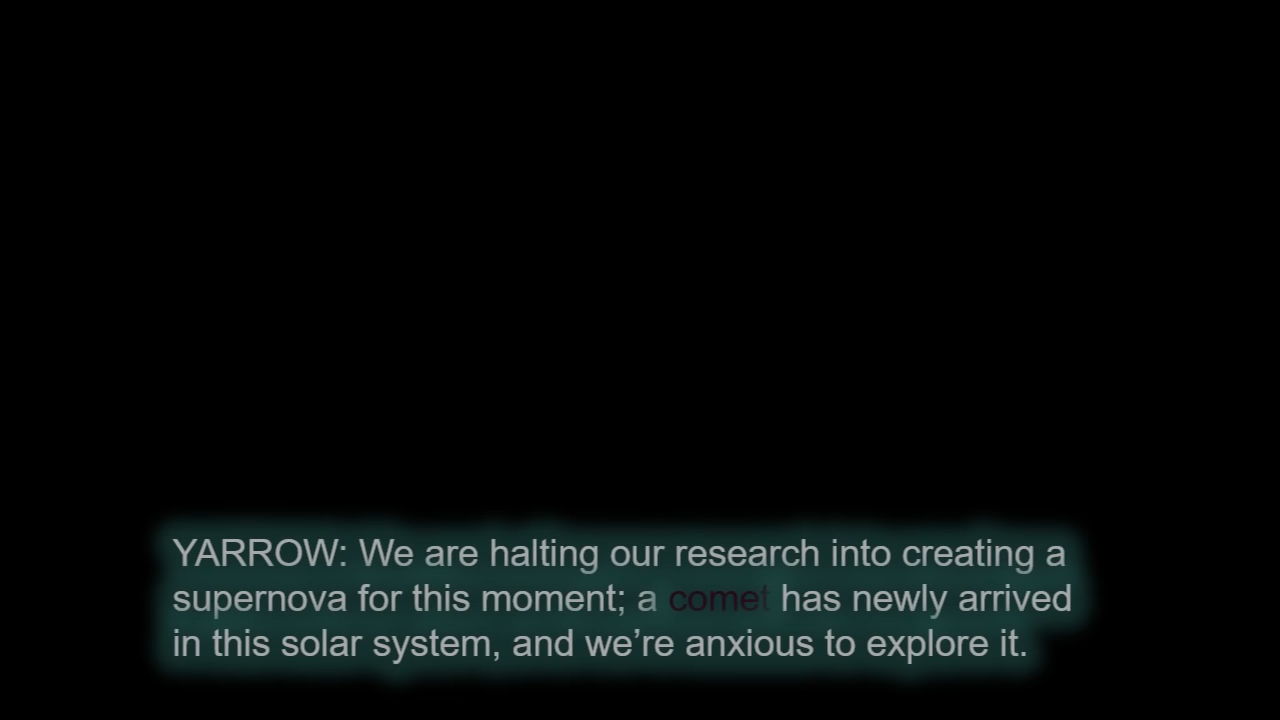 YARROW: We are halting our research into creating a
supernova for this moment; a comet has newly arrived
in this solar system, and we’re anxious to explore it.